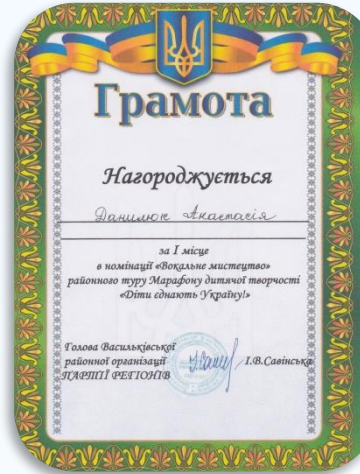 Грамота
Нагороджується
Данилюк Анастасія
за І місце
в номінації «Вокальне мистецтво»
районного туру Марафону дитячої творчості
«Діти єднають Україну!»
Голова Васильківської
районної організації
ПАРТІЇ РЕГІОНІВ
І.В.Савінська